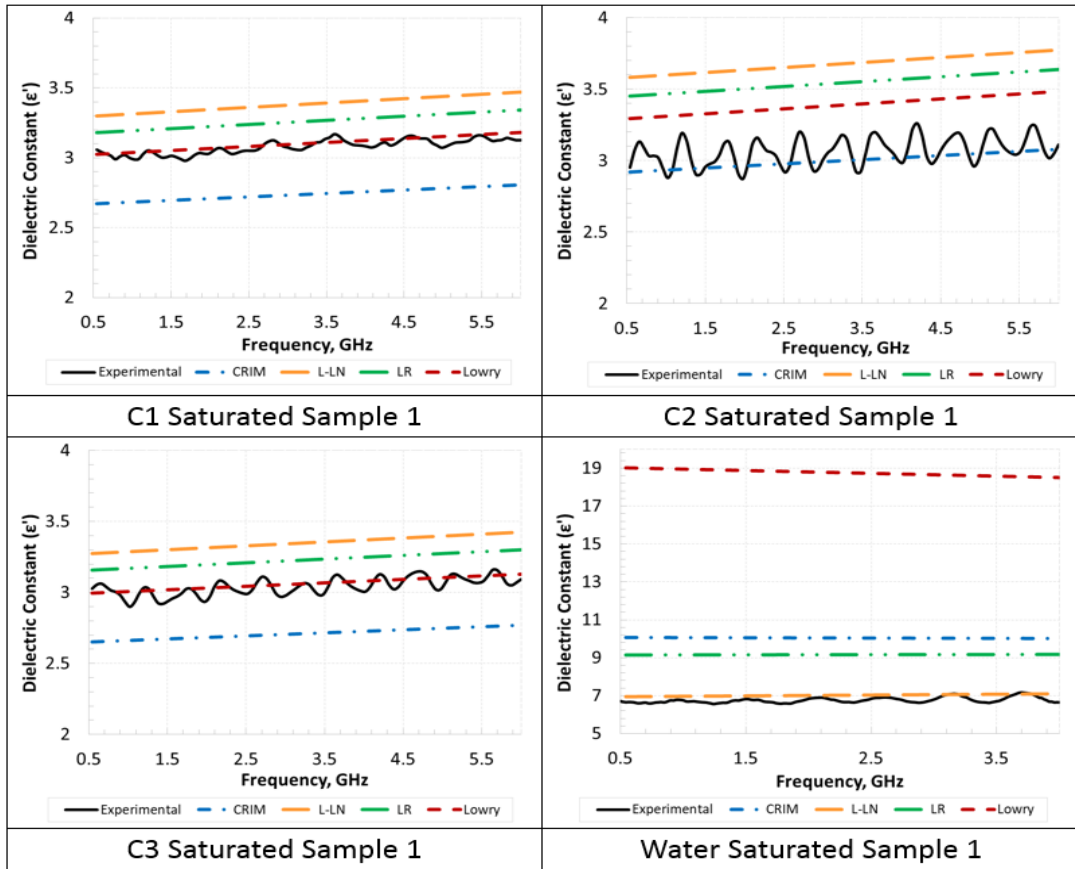 4
3.5
3
2.5
2
Dielectric Constant (ε')
0.5 1.5 2.5 3.5 4.5 5.5
Frequency, GHz
Experimental CRIM L-LN LR Lowry
C1 Saturated Sample 1
4
3.5
3
2.5
2
Dielectric Constant (ε')
0.5 1.5 2.5 3.5 4.5 5.5
Frequency, GHz
Experimental CRIM L-LN LR Lowry
C2 Saturated Sample 1
4
3.5
3
2.5
2
Dielectric Constant (ε')
0.5 1.5 2.5 3.5 4.5 5.5
Frequency, GHz
Experimental CRIM L-LN LR Lowry
C3 Saturated Sample 1
19
17
15
13
11
9
7
5
Dielectric Constant (ε')
0.5 1.5 2.5 3.5
Frequency, GHz
Experimental CRIM L-LN LR Lowry
Water Saturated Sample 1